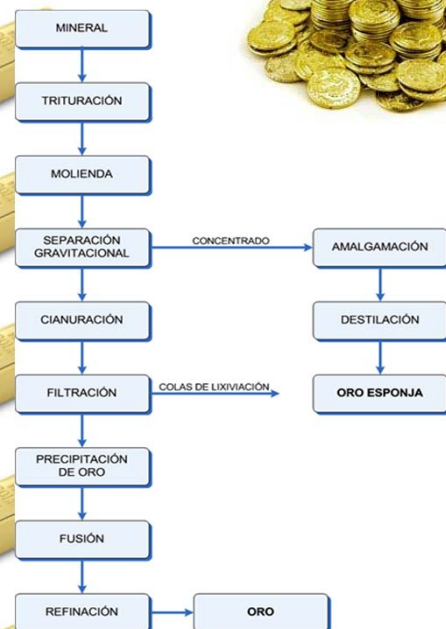 MINERAL
TRITURACIÓN
MOLIENDA
SEPARACIÓN
GRAVITACIONAL
CONCENTRADO
AMALGAMACIÓN
CIANURACIÓN
DESTILACIÓN
FILTRACIÓN
COLAS DE LIXIVIACIÓN
ORO ESPONJA
PRECIPITACIÓN
DE ORO
FUSIÓN
REFINACIÓN
ORO